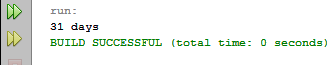 run:
31 days
BUILD SUCCESSFUL (total time: 0 seconds)